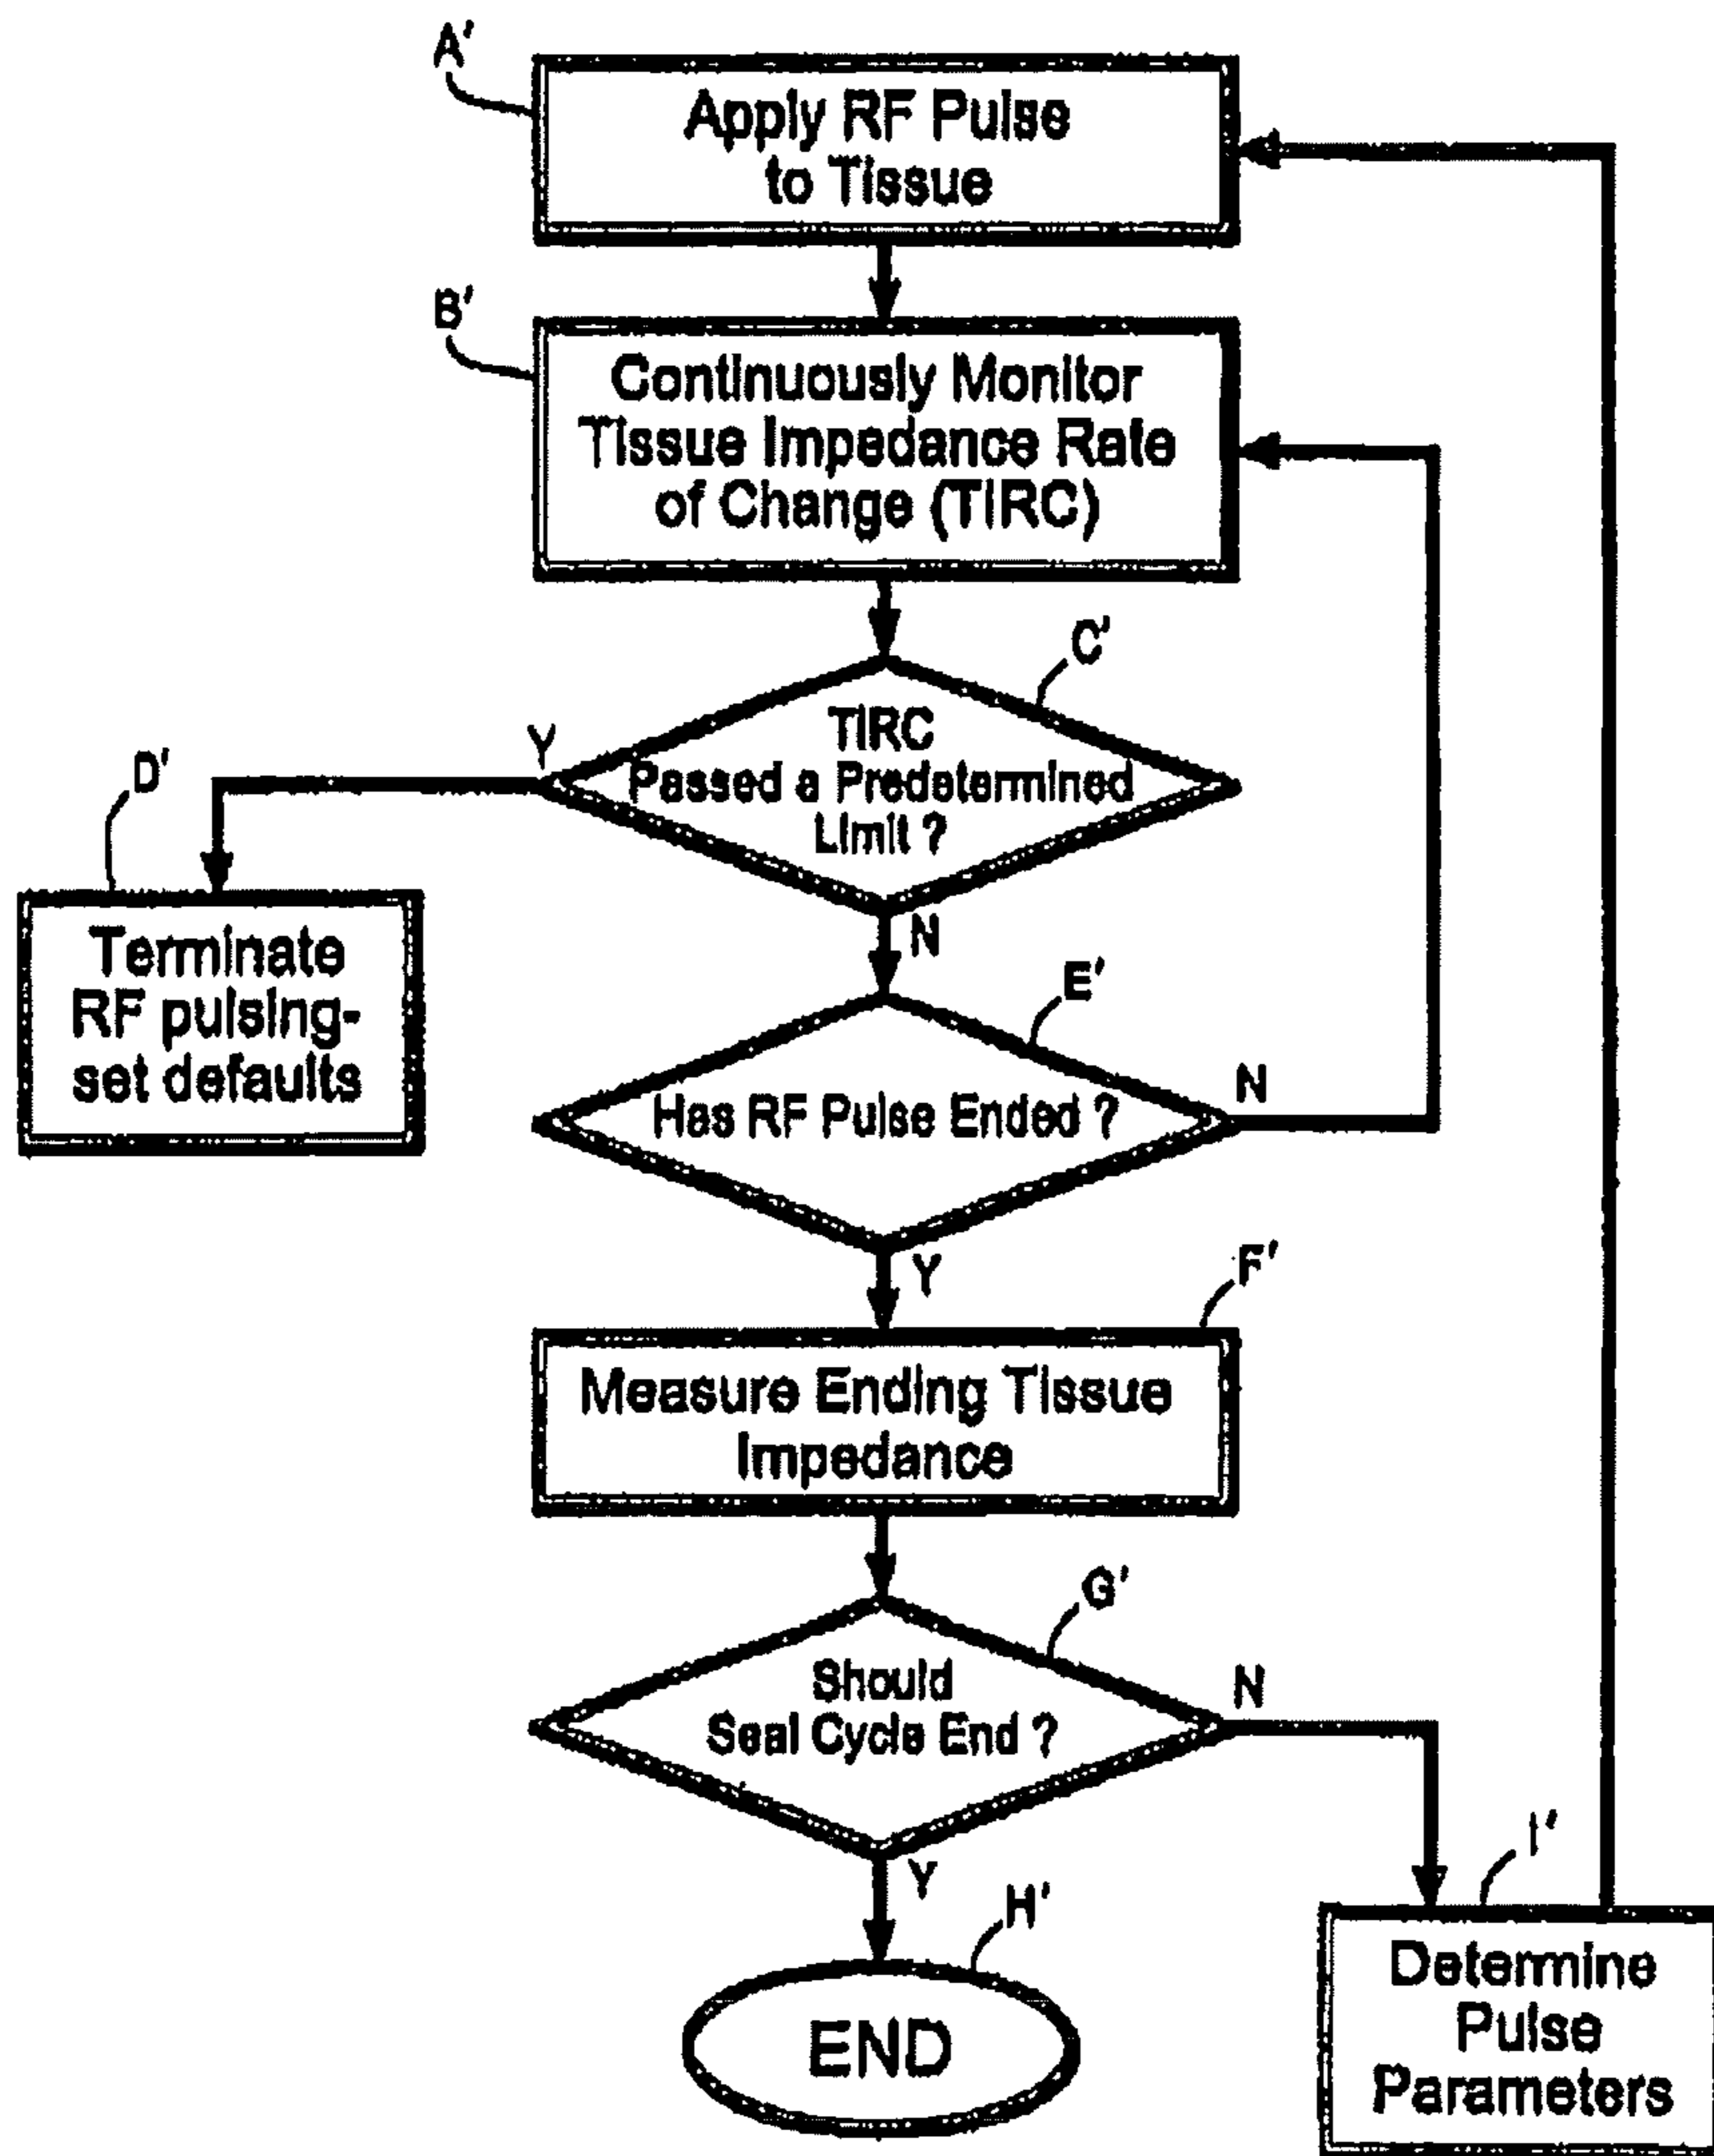 A'
Apply RF Pulse
to Tissue
B'
Continuously Monitor
Tissue Impedance Rate
of Change (TIRC)
C'
TIRC
Passed a Predetermined
Limit ?
Y
N
D'
Terminate
RF pulsing-
set defaults
E'
Has RF Pulse Ended ?
N
Y
F'
Measure Ending Tissue
Impedance
G'
Should
Seal Cycle End ?
N
Y
H'
END
I'
Determine
Pulse
Parameters